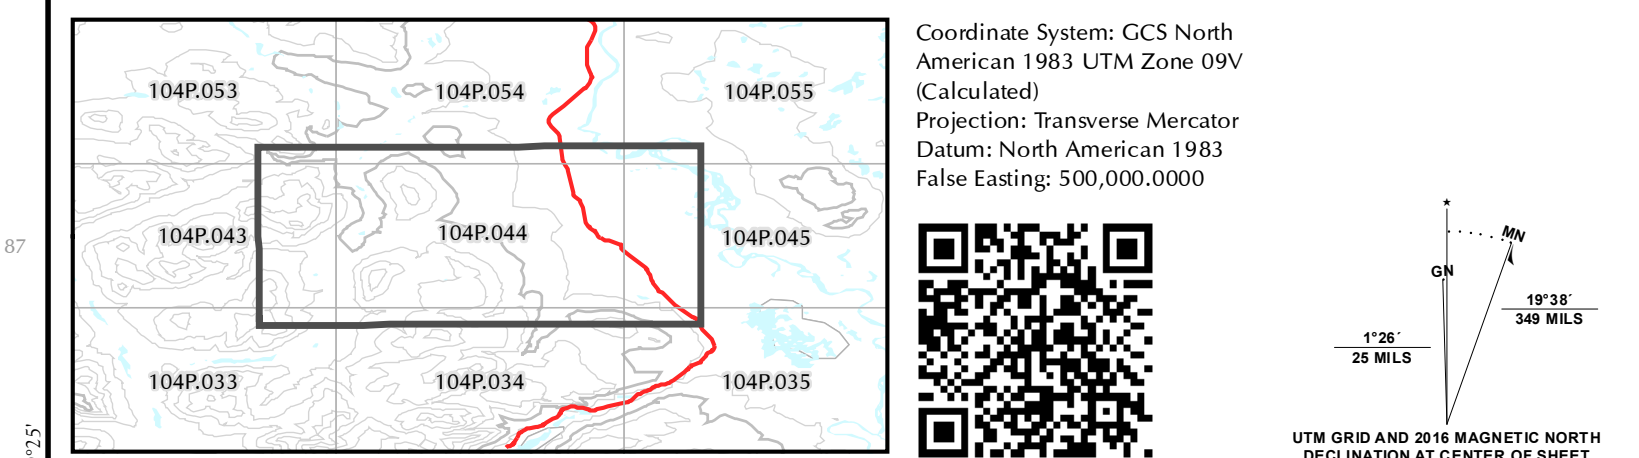 104P.053
104P.054
104P.055
104P.043
104P.044
104P.045
104P.033
104P.034
104P.035
87
°25'
Coordinate System: GCS North
American 1983 UTM Zone 09V
(Calculated)
Projection: Transverse Mercator
Datum: North American 1983
False Easting: 500,000.0000
MN
GN
19°38´
349 MILS
1°26´
25 MILS
UTM GRID AND 2016 MAGNETIC NORTH
DECLINATION AT CENTER OF SHEET